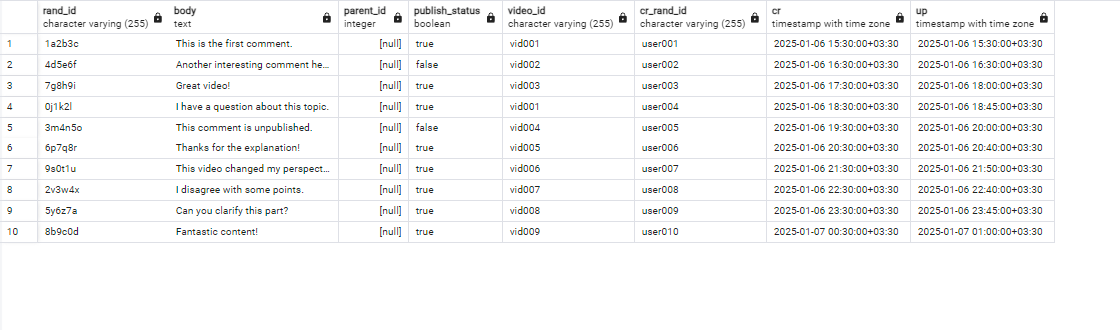 rand_id body parent_id publish_status video_id cr_rand_id cr up
character varying (255) text integer boolean character varying (255) character varying (255) timestamp with time zone timestamp with time zone
1 1a2b3c This is the first comment. [null] true vid001 user001 2025-01-06 15:30:00+03:30 2025-01-06 15:30:00+03:30
2 4d5e6f Another interesting comment he... [null] false vid002 user002 2025-01-06 16:30:00+03:30 2025-01-06 16:30:00+03:30
3 7g8h9i Great video! [null] true vid003 user003 2025-01-06 17:30:00+03:30 2025-01-06 18:00:00+03:30
4 0j1k2l I have a question about this topic. [null] true vid001 user004 2025-01-06 18:30:00+03:30 2025-01-06 18:45:00+03:30
5 3m4n5o This comment is unpublished. [null] false vid004 user005 2025-01-06 19:30:00+03:30 2025-01-06 20:00:00+03:30
6 6p7q8r Thanks for the explanation! [null] true vid005 user006 2025-01-06 20:30:00+03:30 2025-01-06 20:40:00+03:30
7 9s0t1u This video changed my perspect... [null] true vid006 user007 2025-01-06 21:30:00+03:30 2025-01-06 21:50:00+03:30
8 2v3w4x I disagree with some points. [null] true vid007 user008 2025-01-06 22:30:00+03:30 2025-01-06 22:40:00+03:30
9 5y6z7a Can you clarify this part? [null] true vid008 user009 2025-01-06 23:30:00+03:30 2025-01-06 23:45:00+03:30
10 8b9c0d Fantastic content! [null] true vid009 user010 2025-01-07 00:30:00+03:30 2025-01-07 01:00:00+03:30